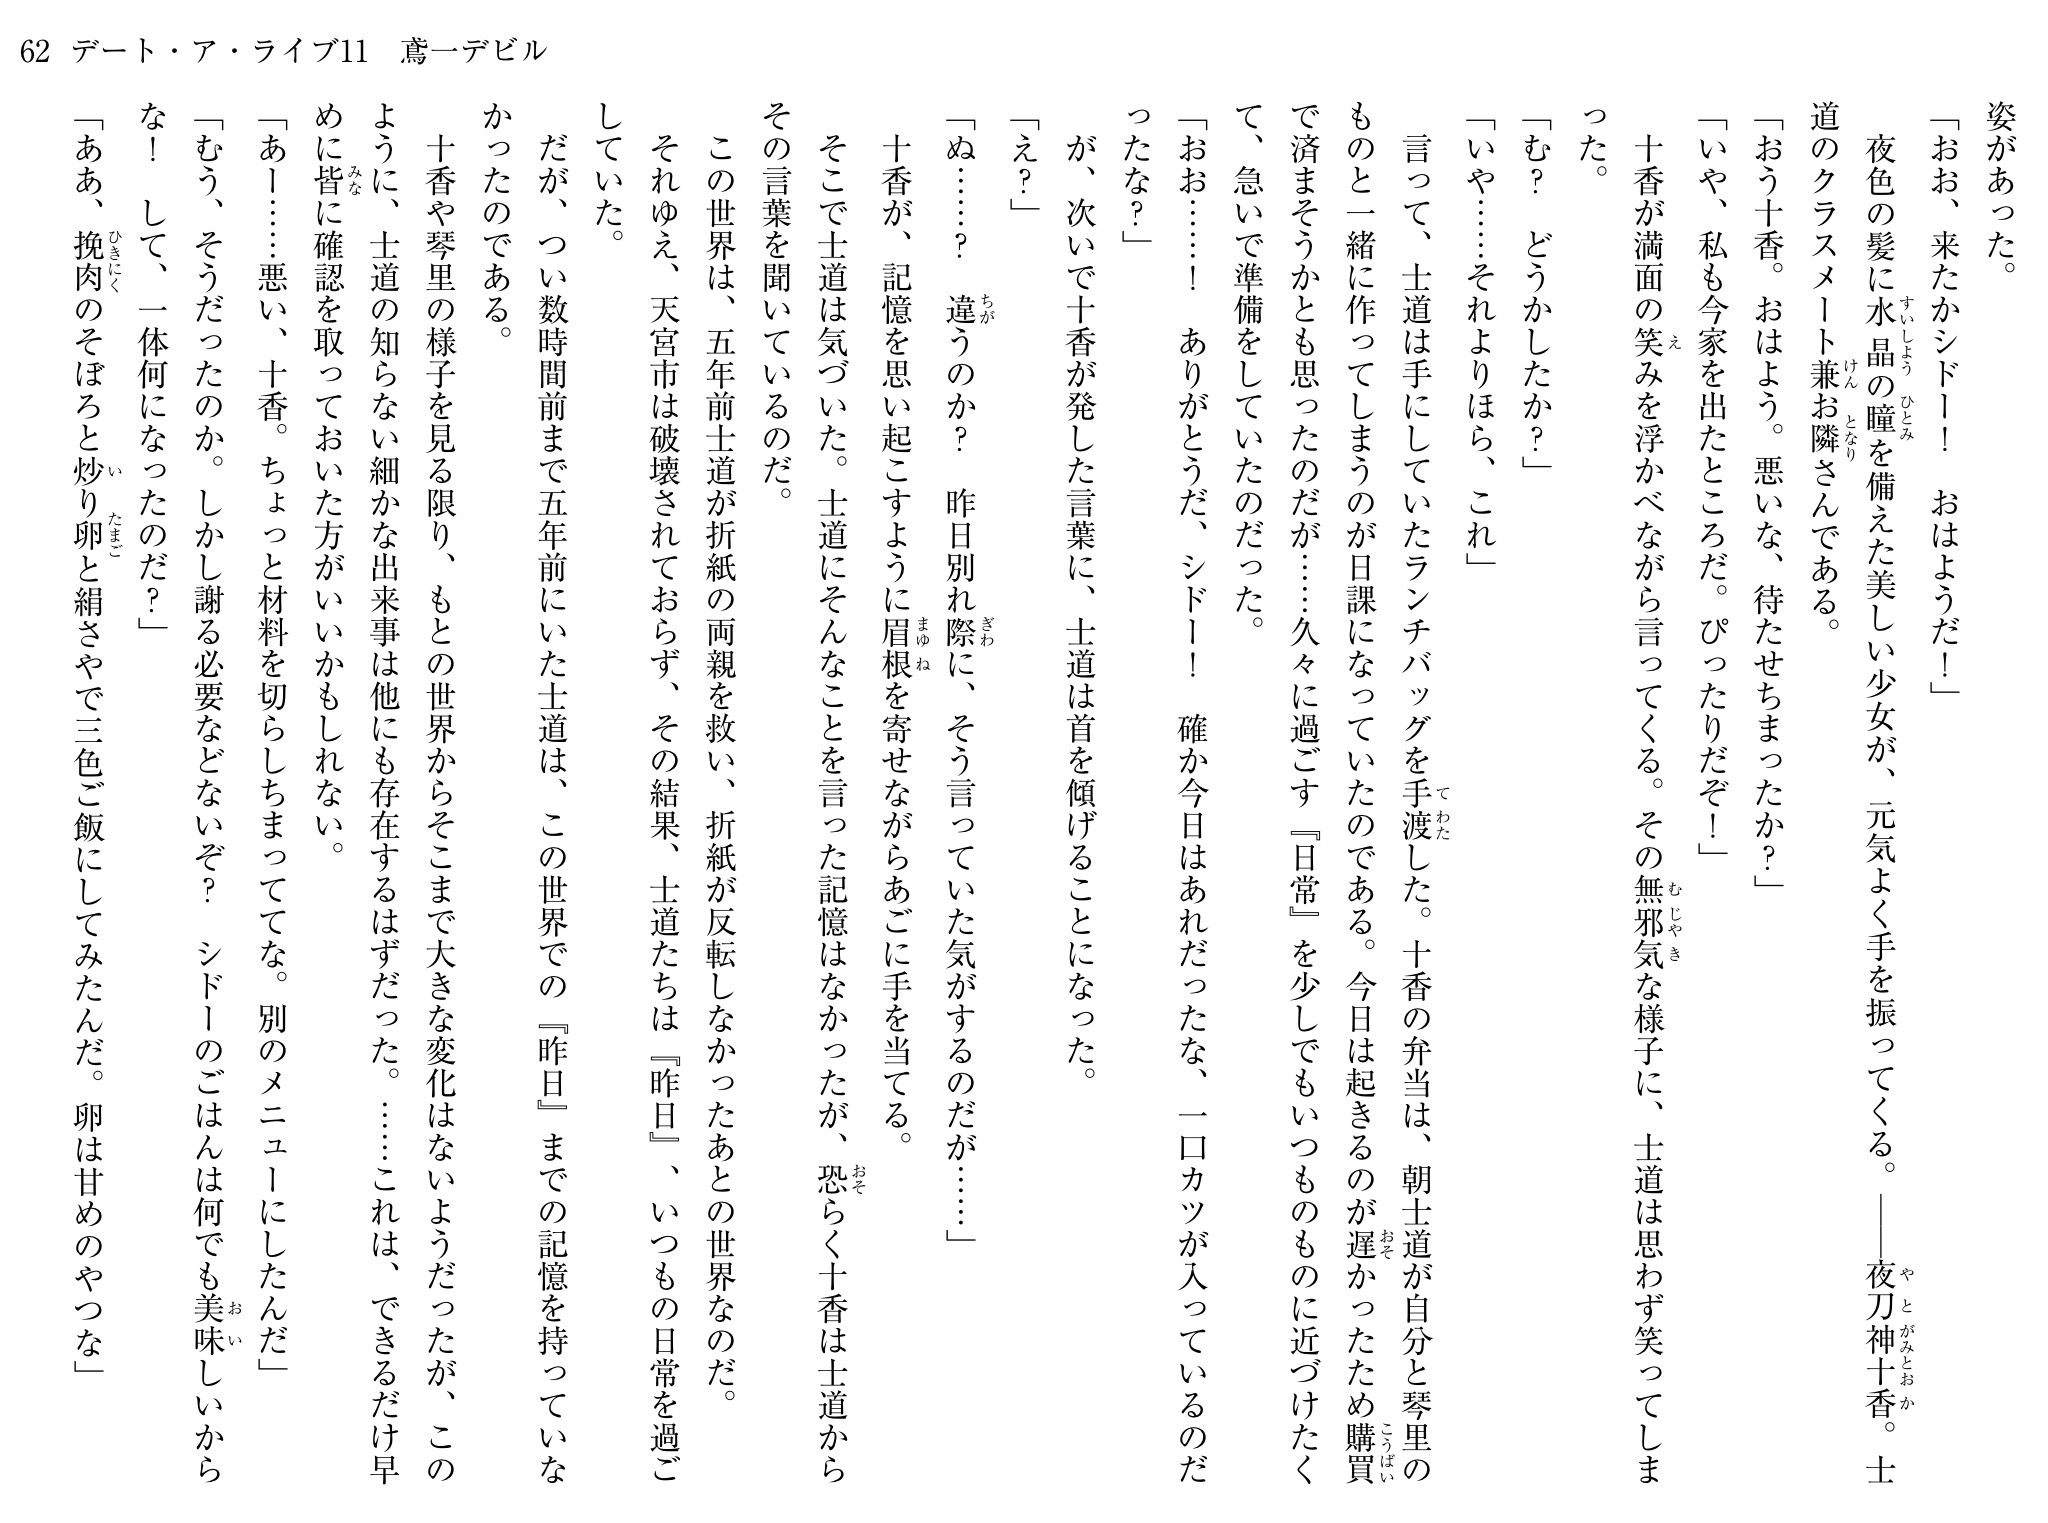 62 デート・ア・ライブ11　鳶一デビル
姿があった。
「おお、来たかシドー！　おはようだ！」
　夜色の髪に水晶の瞳を備えた美しい少女が、元気よく手を振ってくる。――夜刀神十香。士
道のクラスメート兼お隣さんである。
「おう十香。おはよう。悪いな、待たせちまったか？」
「いや、私も今家を出たところだ。ぴったりだぞ！」
　十香が満面の笑みを浮かべながら言ってくる。その無邪気な様子に、士道は思わず笑ってしま
った。
「む？　どうかしたか？」
「いや……それよりほら、これ」
　言って、士道は手にしていたランチバッグを手渡した。十香の弁当は、朝士道が自分と琴里の
ものと一緒に作ってしまうのが日課になっていたのである。今日は起きるのが遅かったため購買
で済まそうかとも思ったのだが……久々に過ごす『日常』を少しでもいつものものに近づけたく
て、急いで準備をしていたのだった。
「おお……！　ありがとうだ、シドー！　確か今日はあれだったな、一口カツが入っているのだ
ったな？」
　が、次いで十香が発した言葉に、士道は首を傾げることになった。
「え？」
「ぬ……？　違うのか？　昨日別れ際に、そう言っていた気がするのだが……」
　十香が、記憶を思い起こすように眉根を寄せながらあごに手を当てる。
　そこで士道は気づいた。士道にそんなことを言った記憶はなかったが、恐らく十香は士道から
その言葉を聞いているのだ。
　この世界は、五年前士道が折紙の両親を救い、折紙が反転しなかったあとの世界なのだ。
　それゆえ、天宮市は破壊されておらず、その結果、士道たちは『昨日』、いつもの日常を過ご
していた。
　だが、つい数時間前まで五年前にいた士道は、この世界での『昨日』までの記憶を持っていな
かったのである。
　十香や琴里の様子を見る限り、もとの世界からそこまで大きな変化はないようだったが、この
ように、士道の知らない細かな出来事は他にも存在するはずだった。……これは、できるだけ早
めに皆に確認を取っておいた方がいいかもしれない。
「あー……悪い、十香。ちょっと材料を切らしちまっててな。別のメニューにしたんだ」
「むう、そうだったのか。しかし謝る必要などないぞ？　シドーのごはんは何でも美味しいから
な！　して、一体何になったのだ？」
「ああ、挽肉のそぼろと炒り卵と絹さやで三色ご飯にしてみたんだ。卵は甘めのやつな」